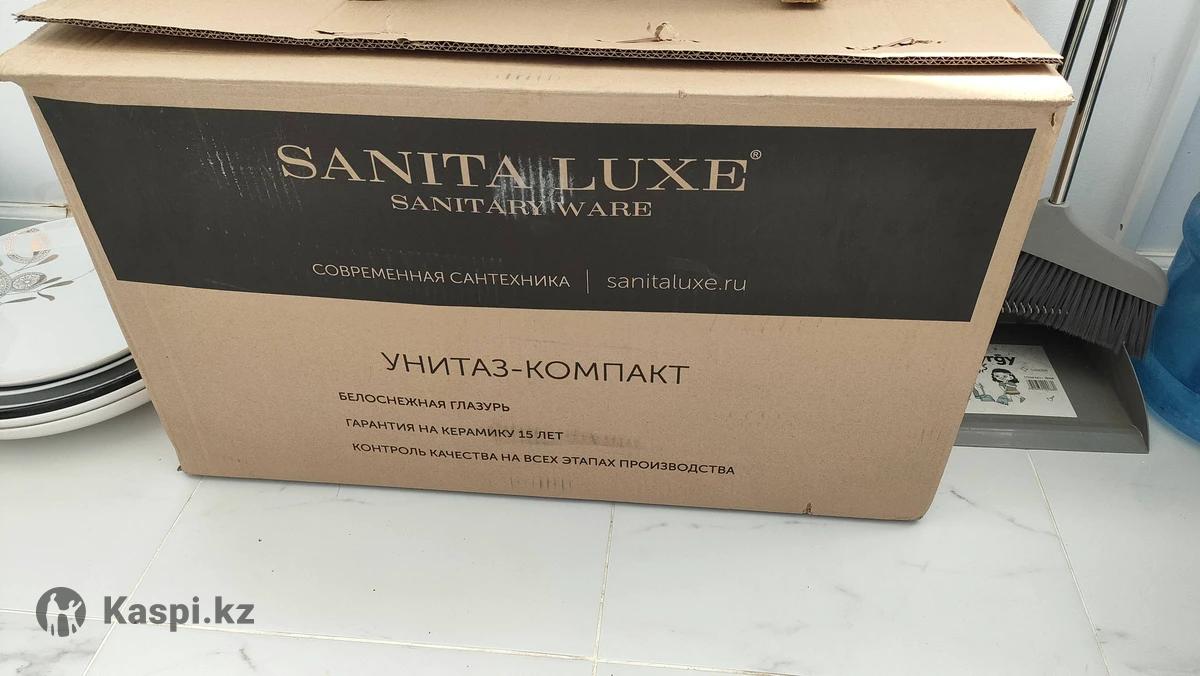 SANITA LUXE®
SANITARY WARE
СОВРЕМЕННАЯ САНТЕХНИКА | sanitaluxe.ru
УНИТАЗ-КОМПАКТ
БЕЛОСНЕЖНАЯ ГЛАЗУРЬ
ГАРАНТИЯ НА КЕРАМИКУ 15 ЛЕТ
КОНТРОЛЬ КАЧЕСТВА НА ВСЕХ ЭТАПАХ ПРОИЗВОДСТВА
Kaspi.kz